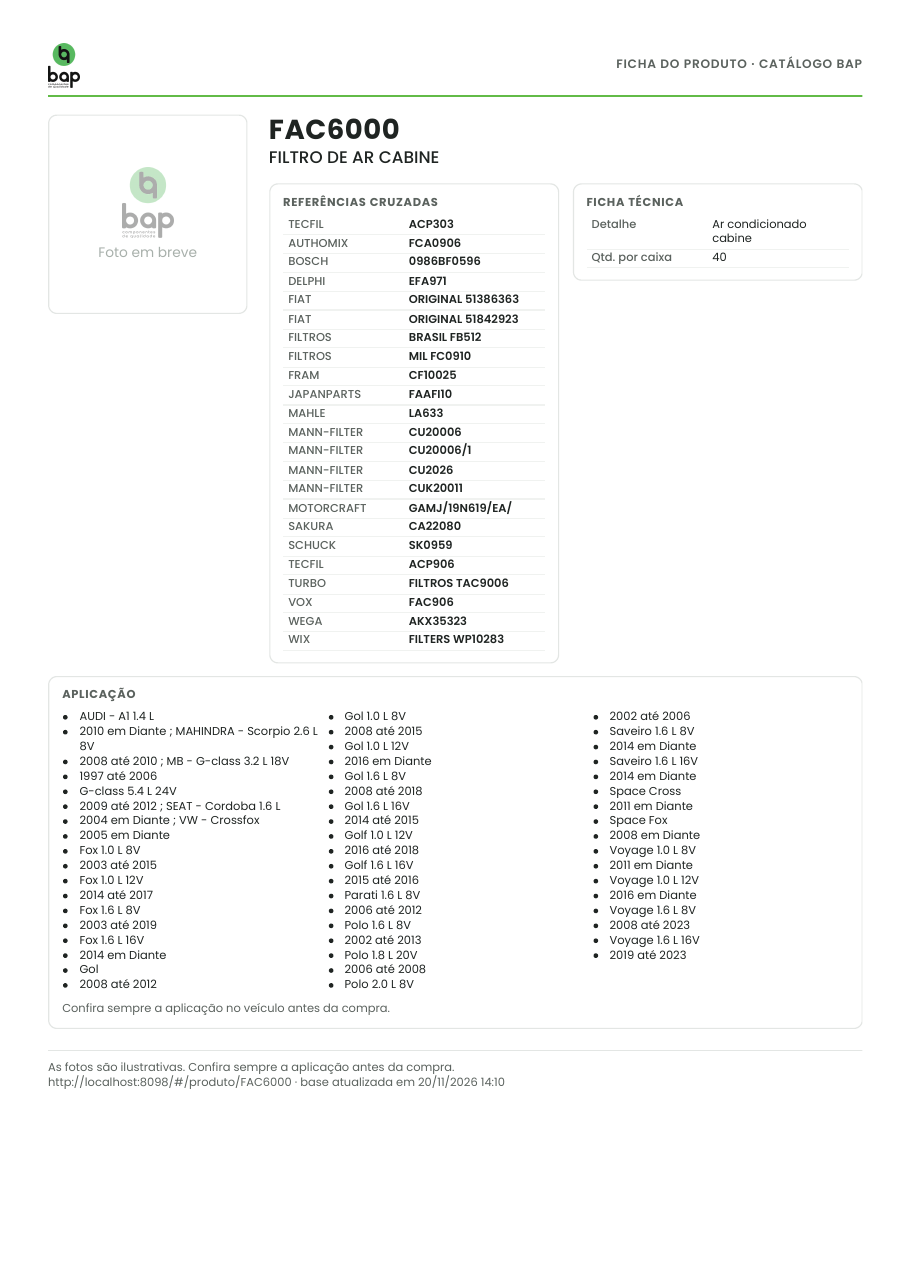 bap
FICHA DO PRODUTO · CATÁLOGO BAP
bap
Foto em breve
FAC6000
FILTRO DE AR CABINE
REFERÊNCIAS CRUZADAS
TECFIL ACP303
AUTHOMIX FCA0906
BOSCH 0986BF0596
DELPHI EFA971
FIAT ORIGINAL 51386363
FIAT ORIGINAL 51842923
FILTROS BRASIL FB512
FILTROS MIL FC0910
FRAM CF10025
JAPANPARTS FAAFI10
MAHLE LA633
MANN-FILTER CU20006
MANN-FILTER CU20006/1
MANN-FILTER CU2026
MANN-FILTER CUK20011
MOTORCRAFT GAMJ/19N619/EA/
SAKURA CA22080
SCHUCK SK0959
TECFIL ACP906
TURBO FILTROS TAC9006
VOX FAC906
WEGA AKX35323
WIX FILTERS WP10283
FICHA TÉCNICA
Detalhe Ar condicionado
cabine
Qtd. por caixa 40
APLICAÇÃO
• AUDI - A1 1.4 L
• 2010 em Diante ; MAHINDRA - Scorpio 2.6 L
8V
• 2008 até 2010 ; MB - G-class 3.2 L 18V
• 1997 até 2006
• G-class 5.4 L 24V
• 2009 até 2012 ; SEAT - Cordoba 1.6 L
• 2004 em Diante ; VW - Crossfox
• 2005 em Diante
• Fox 1.0 L 8V
• 2003 até 2015
• Fox 1.0 L 12V
• 2014 até 2017
• Fox 1.6 L 8V
• 2003 até 2019
• Fox 1.6 L 16V
• 2014 em Diante
• Gol
• 2008 até 2012
• Gol 1.0 L 8V
• 2008 até 2015
• Gol 1.0 L 12V
• 2016 em Diante
• Gol 1.6 L 8V
• 2008 até 2018
• Gol 1.6 L 16V
• 2014 até 2015
• Golf 1.0 L 12V
• 2016 até 2018
• Golf 1.6 L 16V
• 2015 até 2016
• Parati 1.6 L 8V
• 2006 até 2012
• Polo 1.6 L 8V
• 2002 até 2013
• Polo 1.8 L 20V
• 2006 até 2008
• Polo 2.0 L 8V
• 2002 até 2006
• Saveiro 1.6 L 8V
• 2014 em Diante
• Saveiro 1.6 L 16V
• 2014 em Diante
• Space Cross
• 2011 em Diante
• Space Fox
• 2008 em Diante
• Voyage 1.0 L 8V
• 2011 em Diante
• Voyage 1.0 L 12V
• 2016 em Diante
• Voyage 1.6 L 8V
• 2008 até 2023
• Voyage 1.6 L 16V
• 2019 até 2023
Confira sempre a aplicação no veículo antes da compra.
As fotos são ilustrativas. Confira sempre a aplicação antes da compra.
http://localhost:8098/#/produto/FAC6000 · base atualizada em 20/11/2026 14:10